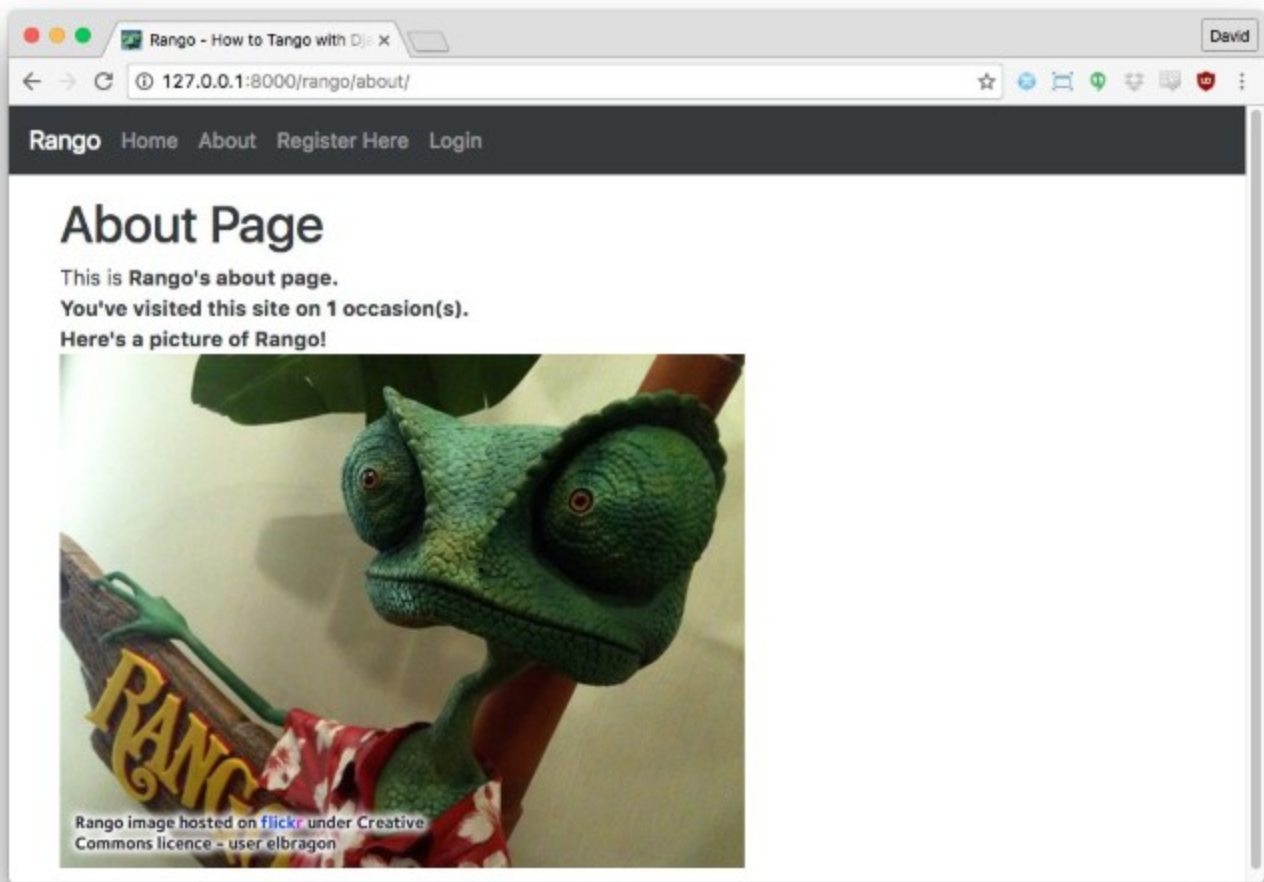 Rango - How to Tango with Dja
David
127.0.0.1:8000/rango/about/
Rango Home About Register Here Login
About Page
This is Rango's about page.
You've visited this site on 1 occasion(s).
Here's a picture of Rango!
RANGO
Rango image hosted on flickr under Creative
Commons licence - user elbragon